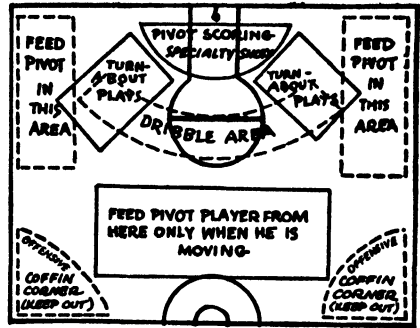 PIVOT SCORING-
SPECIALTY SHOTS
FEED
PIVOT
IN
THIS
AREA
TURN-
ABOUT
PLAYS
TURN-
ABOUT
PLAYS
FEED
PIVOT
IN
THIS
AREA
DRIBBLE AREA
FEED PIVOT PLAYER FROM
HERE ONLY WHEN HE IS
MOVING-
OFFENSIVE
COFFIN
CORNER
(KEEP OUT)
OFFENSIVE
COFFIN
CORNER
(KEEP OUT)